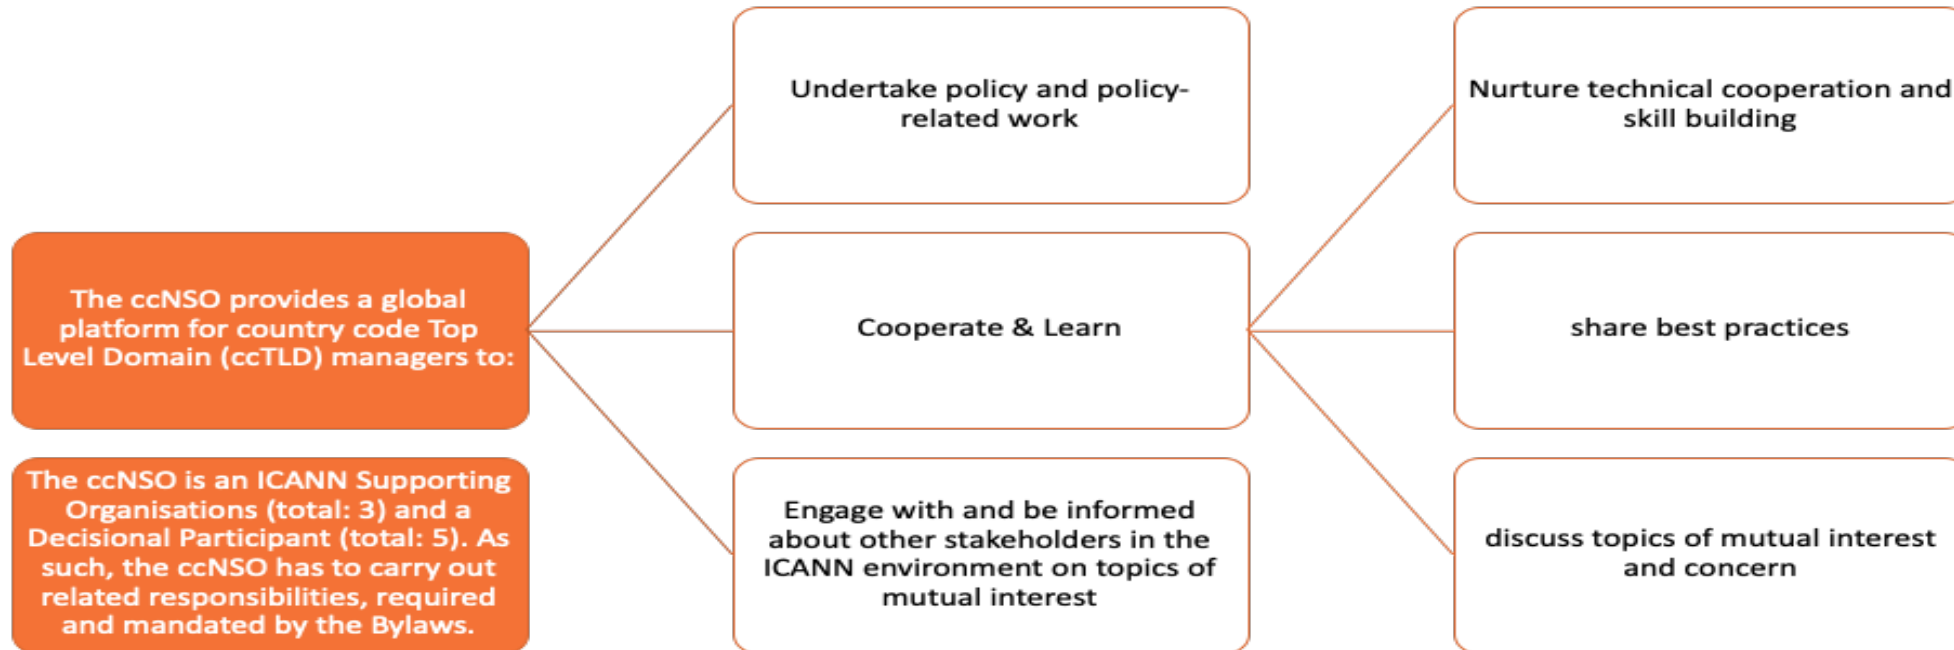 The ccNSO provides a global
platform for country code Top
Level Domain (ccTLD) managers to:
The ccNSO is an ICANN Supporting
Organisations (total: 3) and a
Decisional Participant (total: 5). As
such, the ccNSO has to carry out
related responsibilities, required
and mandated by the Bylaws.
Undertake policy and policy-
related work
Cooperate & Learn
Engage with and be informed
about other stakeholders in the
ICANN environment on topics of
mutual interest
Nurture technical cooperation and
skill building
share best practices
discuss topics of mutual interest
and concern